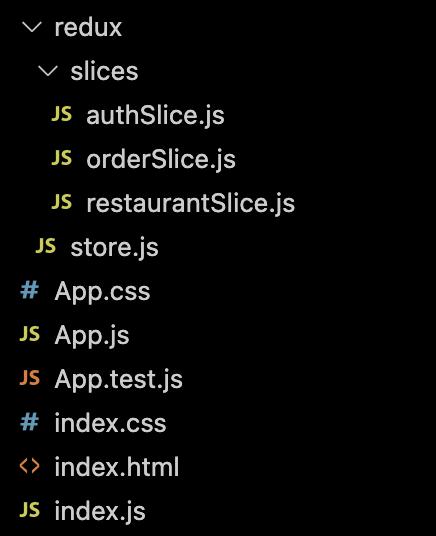 redux
slices
JS authSlice.js
JS orderSlice.js
JS restaurantSlice.js
JS store.js
# App.css
JS App.js
JS App.test.js
# index.css
<> index.html
JS index.js